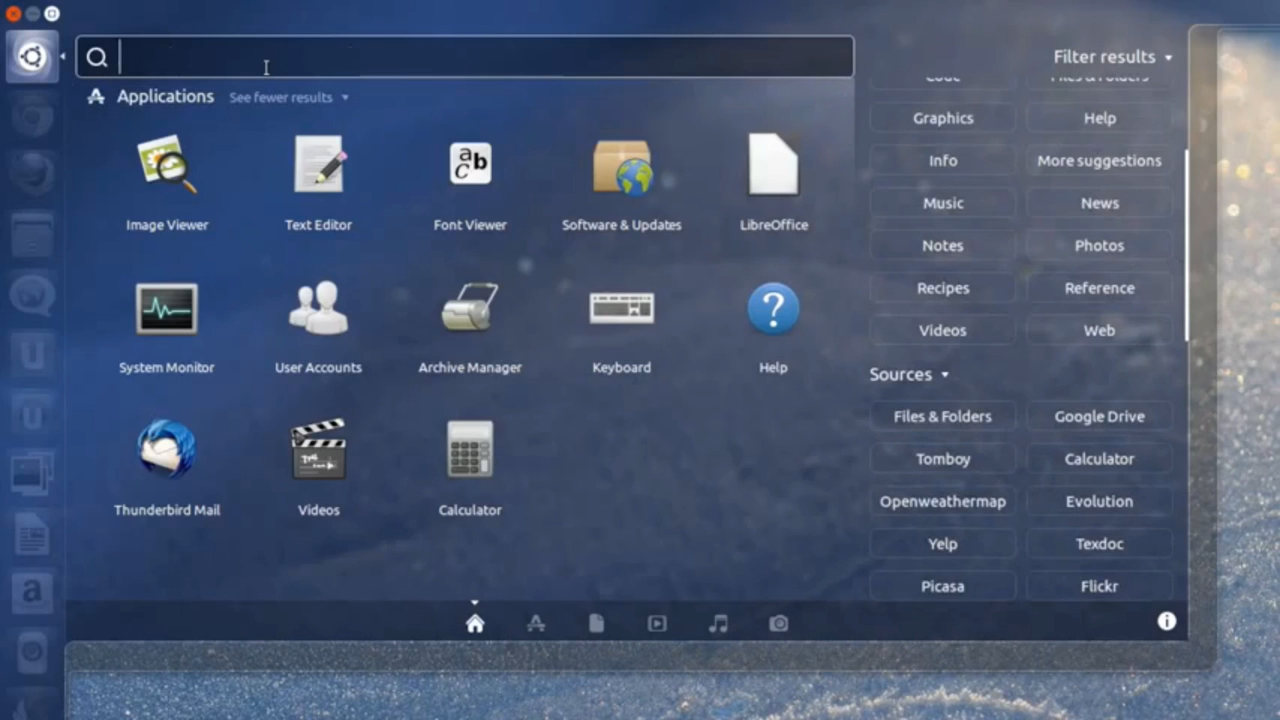 Filter results
Applications See fewer results
Image Viewer
Text Editor
Font Viewer
Software & Updates
LibreOffice
System Monitor
User Accounts
Archive Manager
Keyboard
Help
Thunderbird Mail
Videos
Calculator
Graphics Help
Info More suggestions
Music News
Notes Photos
Recipes Reference
Videos Web
Sources
Files & Folders Google Drive
Tomboy Calculator
Openweathermap Evolution
Yelp Texdoc
Picasa Flickr